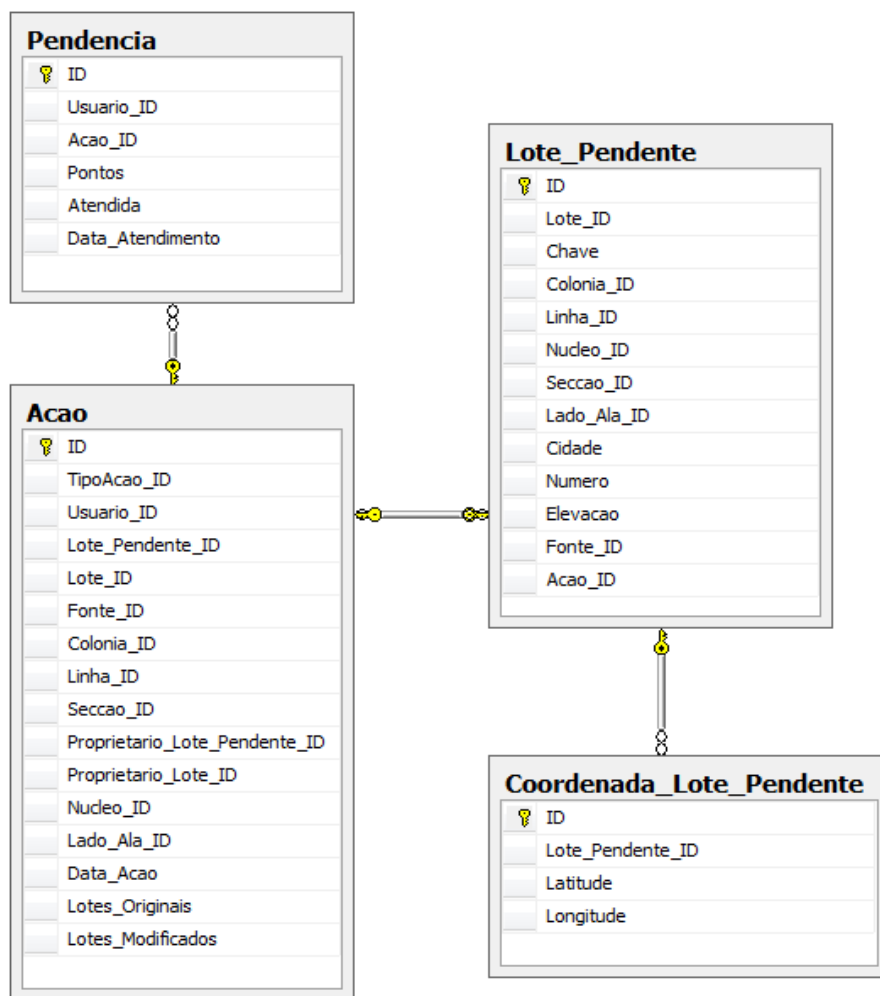 Pendencia
ID
Usuario_ID
Acao_ID
Pontos
Atendida
Data_Atendimento
Acao
ID
TipoAcao_ID
Usuario_ID
Lote_Pendente_ID
Lote_ID
Fonte_ID
Colonia_ID
Linha_ID
Seccao_ID
Proprietario_Lote_Pendente_ID
Proprietario_Lote_ID
Nucleo_ID
Lado_Ala_ID
Data_Acao
Lotes_Originais
Lotes_Modificados
Lote_Pendente
ID
Lote_ID
Chave
Colonia_ID
Linha_ID
Nucleo_ID
Seccao_ID
Lado_Ala_ID
Cidade
Numero
Elevacao
Fonte_ID
Acao_ID
Coordenada_Lote_Pendente
ID
Lote_Pendente_ID
Latitude
Longitude